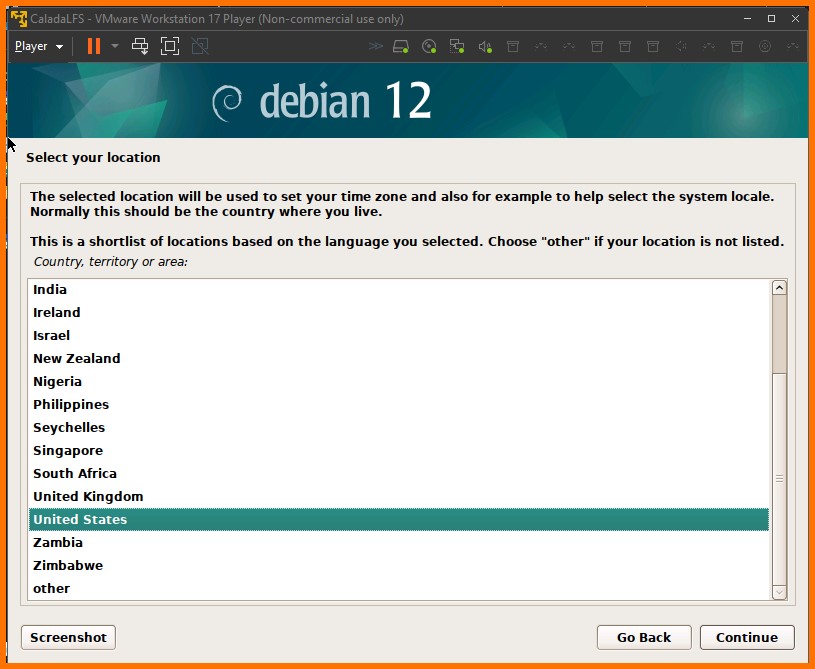 CaladaLFS - VMware Workstation 17 Player (Non-commercial use only)
Player
debian 12
Select your location
The selected location will be used to set your time zone and also for example to help select the system locale.
Normally this should be the country where you live.
This is a shortlist of locations based on the language you selected. Choose "other" if your location is not listed.
Country, territory or area:
India
Ireland
Israel
New Zealand
Nigeria
Philippines
Seychelles
Singapore
South Africa
United Kingdom
United States
Zambia
Zimbabwe
other
Screenshot
Go Back
Continue